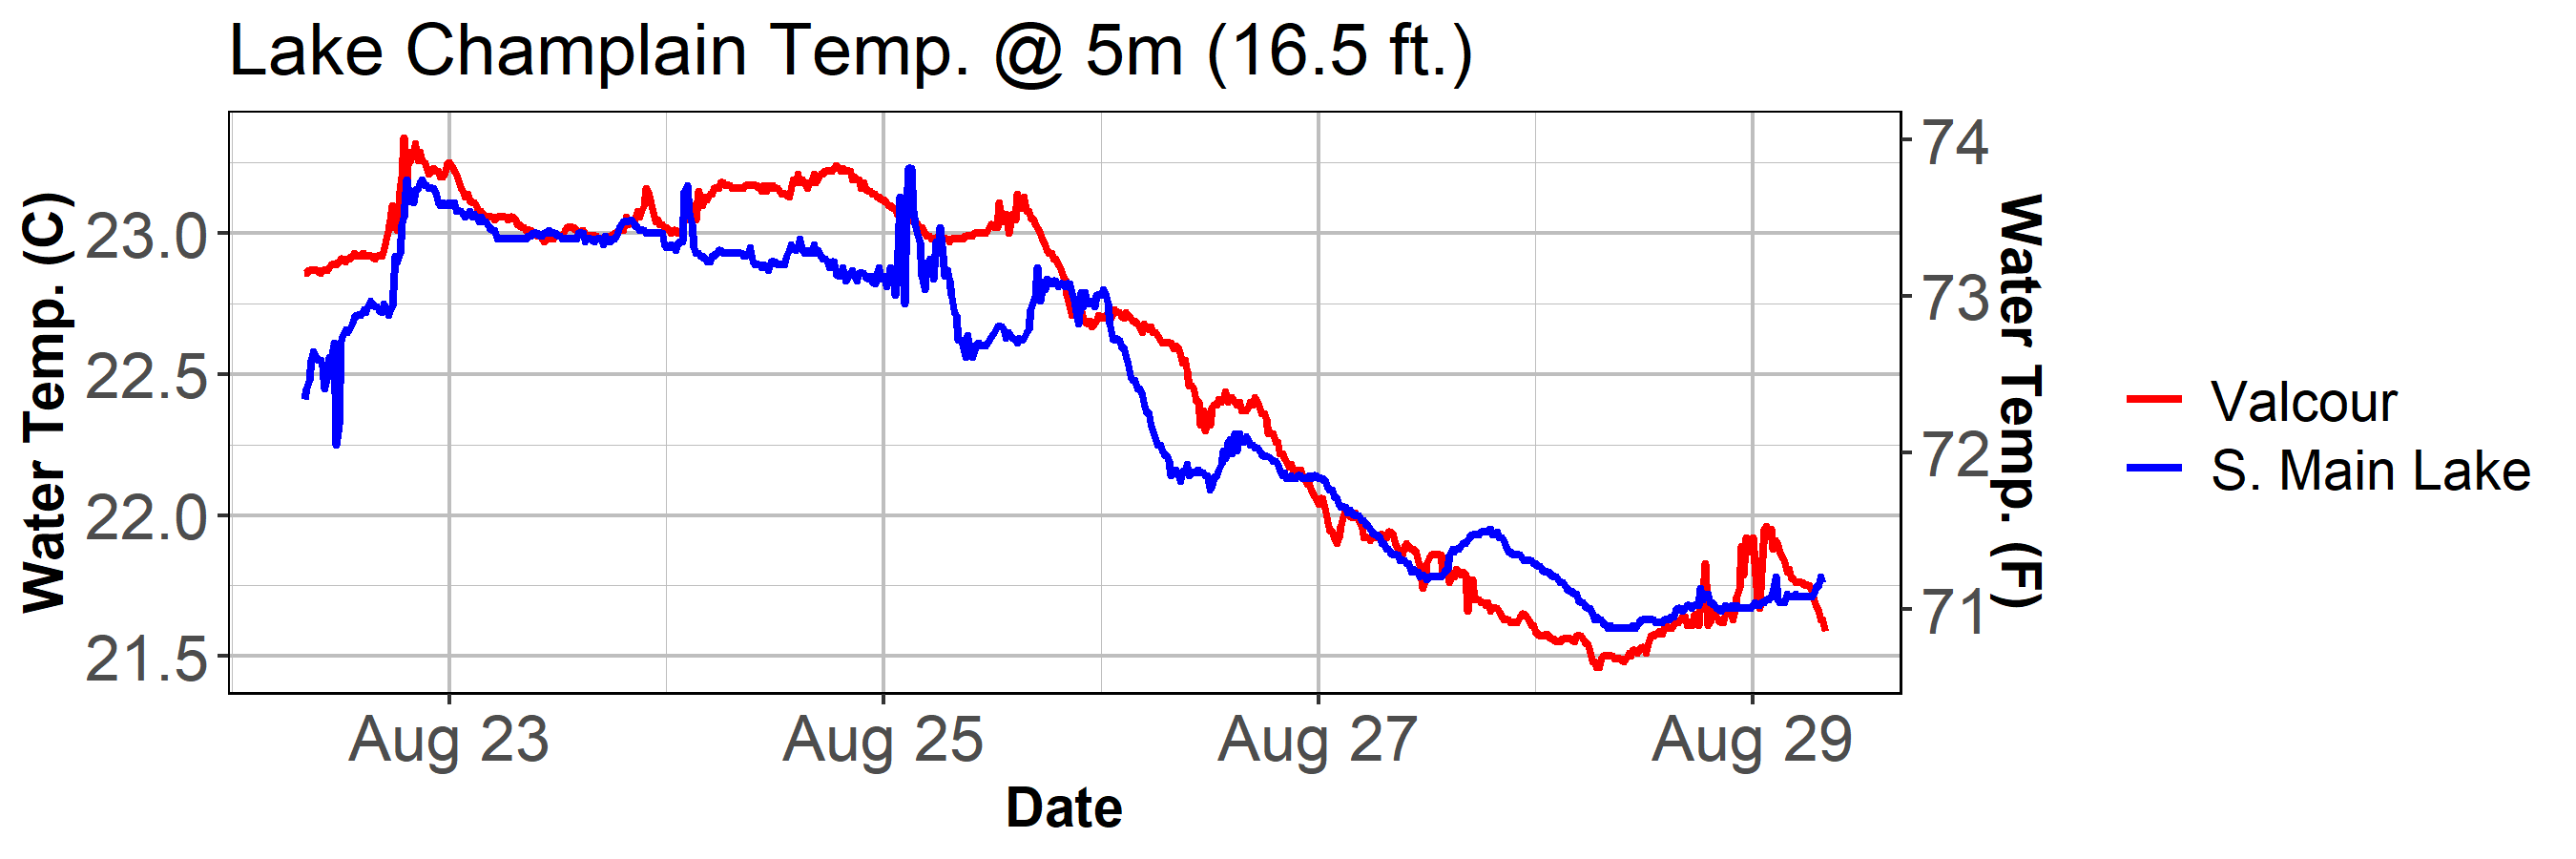 Lake Champlain Temp. @ 5m (16.5 ft.)
Water Temp. (C)
23.0
22.5
22.0
21.5
74
73
72
71
Water Temp. (F)
Valcour
S. Main Lake
Aug 23
Aug 25
Aug 27
Aug 29
Date